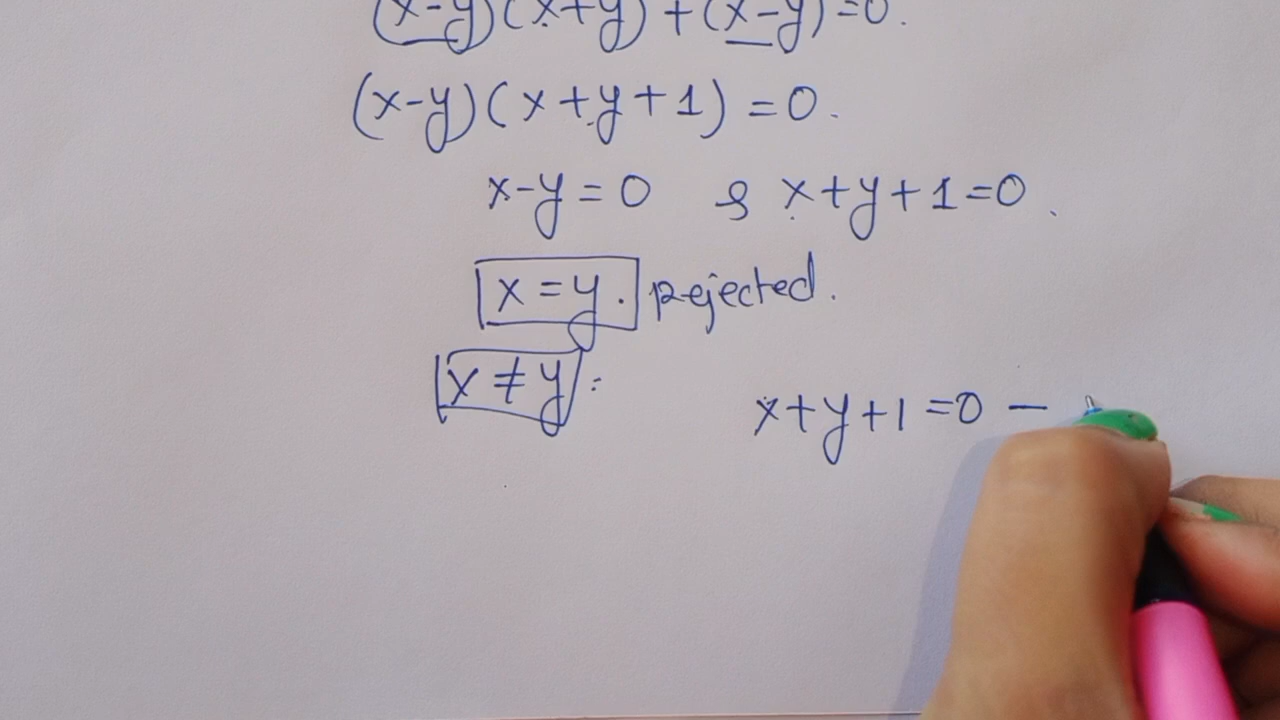 (x-y)(x+y)+(x-y)=0.
(x-y)(x+y+1)=0.
x-y=0 & x+y+1=0.
x=y. rejected.
x≠y:
x+y+1=0 —